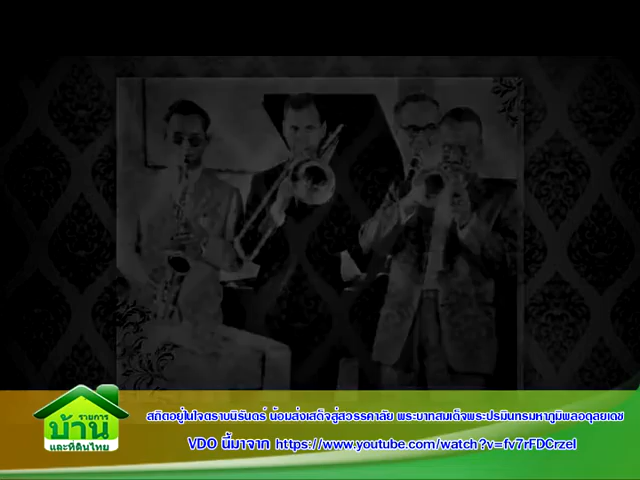 รายการ
บ้าน
และที่ดินไทย
สถิตอยู่ในใจตราบนิรันดร์ น้อมส่งเสด็จสู่สวรรคาลัย พระบาทสมเด็จพระปรมินทรมหาภูมิพลอดุลยเดช
VDO นี้มาจาก https://www.youtube.com/watch?v=fv7rFDCrzeI